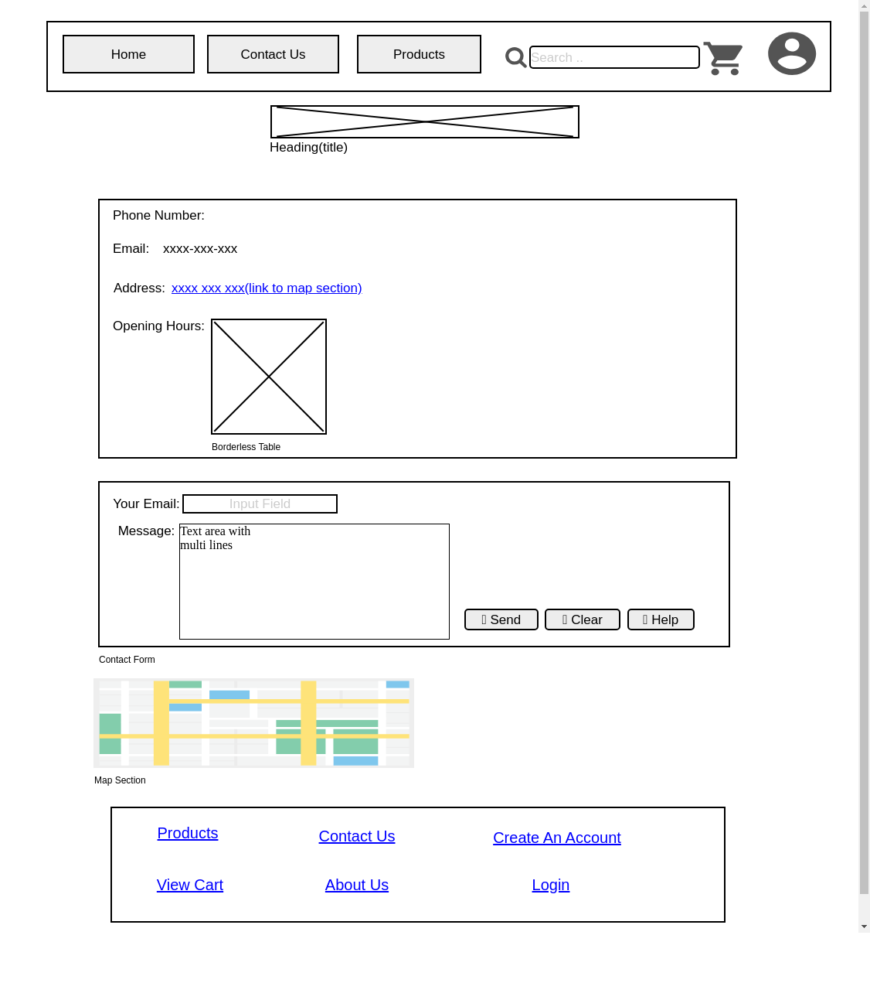 Home
Contact Us
Products
Search ..
Heading(title)
Phone Number:
Email: xxxx-xxx-xxx
Address: xxxx xxx xxx(link to map section)
Opening Hours:
Borderless Table
Your Email: Input Field
Message: Text area with
multi lines
Send
Clear
Help
Contact Form
Map Section
Products
Contact Us
Create An Account
View Cart
About Us
Login